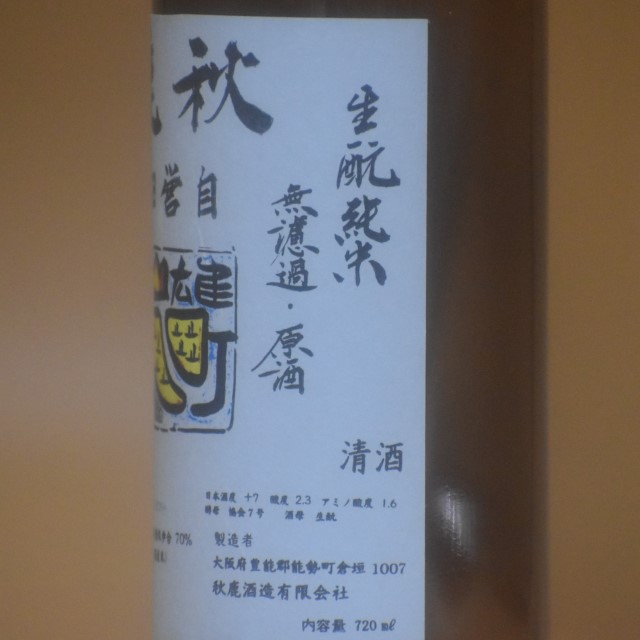 生酛純米
無濾過・原酒
秋
自営
雄町
清酒
日本酒度 +7 酸度 2.3 アミノ酸度 1.6
酵母 協会7号 酒母 生酛
70%
製造者
大阪府豊能郡能勢町倉垣 1007
秋鹿酒造有限会社
内容量 720㎖